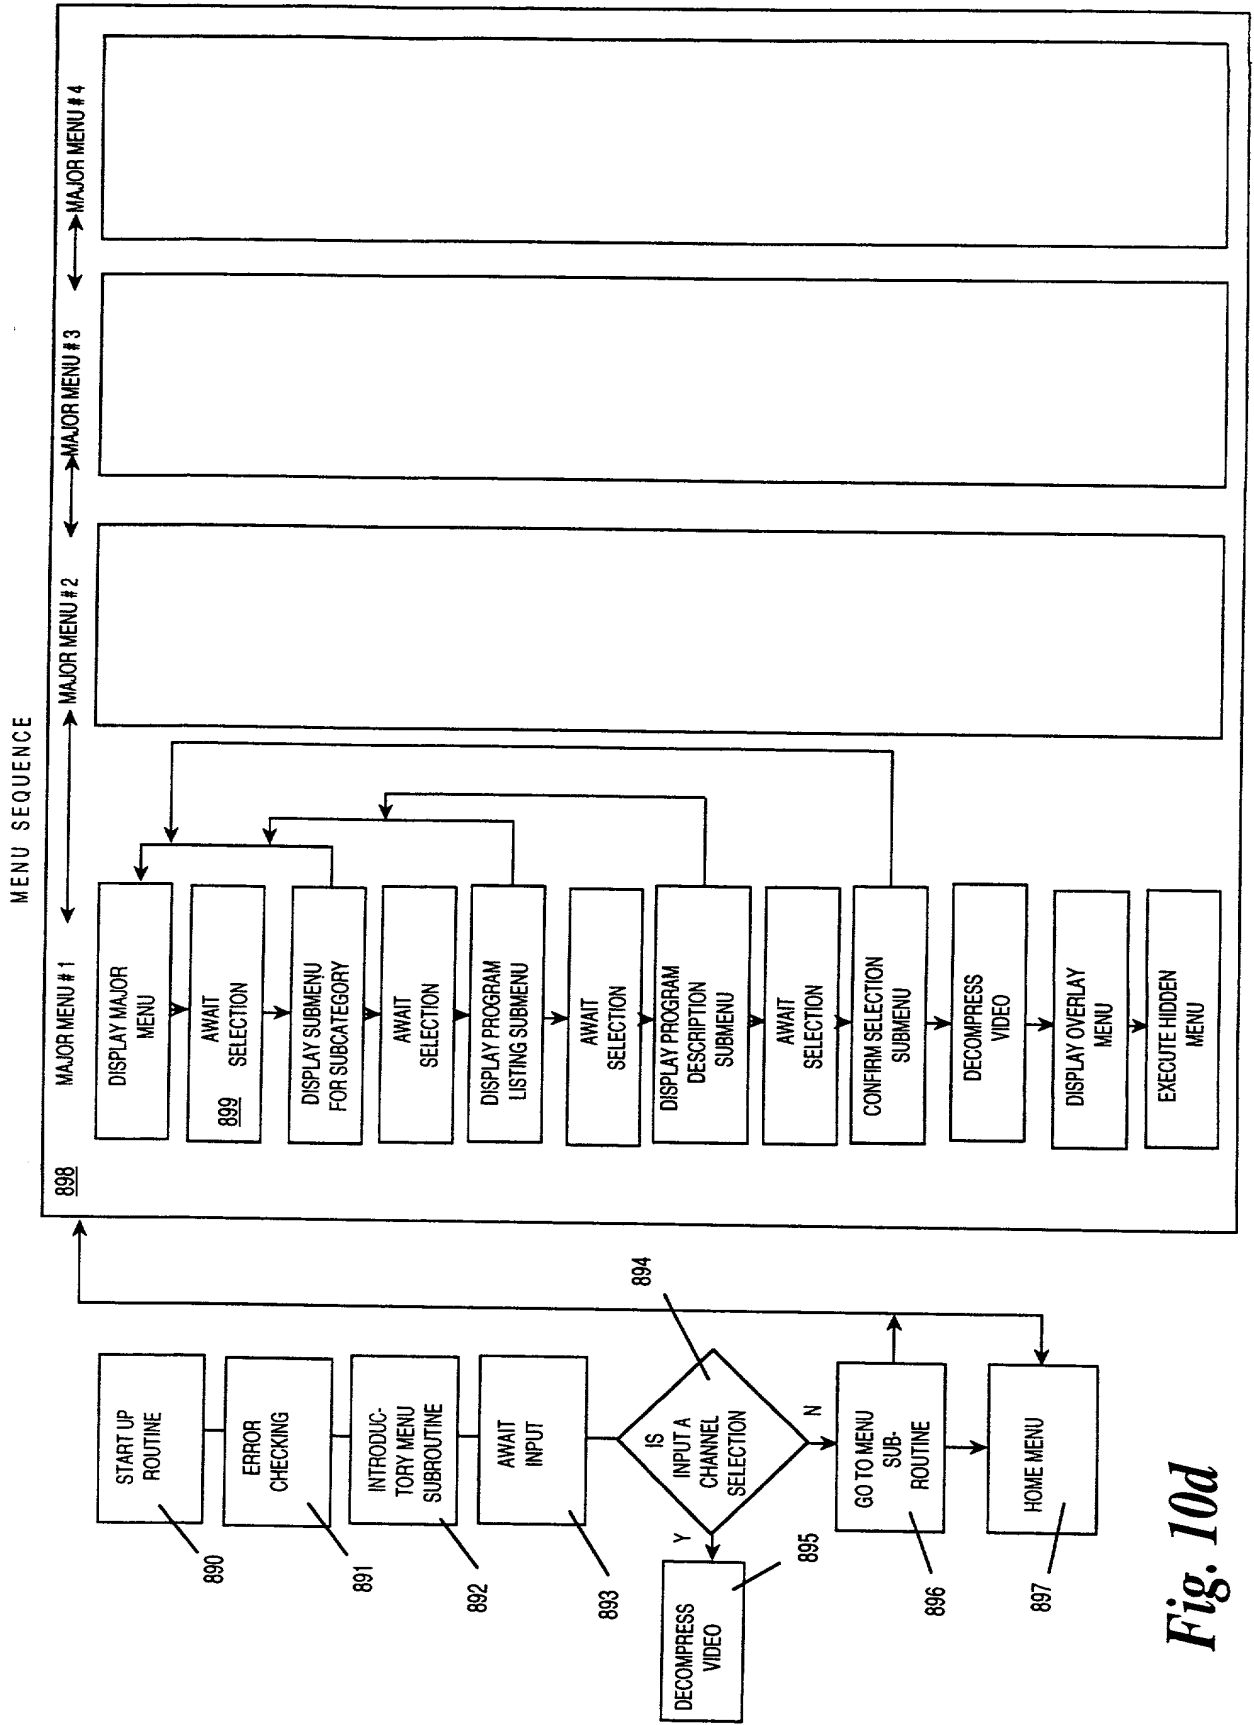 MENU SEQUENCE
START UP
ROUTINE
890
ERROR
CHECKING
891
INTRODUC-
TORY MENU
SUBROUTINE
892
AWAIT
INPUT
893
IS
INPUT A
CHANNEL
SELECTION
894
Y
N
DECOMPRESS
VIDEO
895
GO TO MENU
SUB-
ROUTINE
896
HOME MENU
897
898
MAJOR MENU # 1
MAJOR MENU # 2
MAJOR MENU # 3
MAJOR MENU # 4
DISPLAY MAJOR
MENU
AWAIT
SELECTION
899
DISPLAY SUBMENU
FOR SUBCATEGORY
AWAIT
SELECTION
DISPLAY PROGRAM
LISTING SUBMENU
AWAIT
SELECTION
DISPLAY PROGRAM
DESCRIPTION
SUBMENU
AWAIT
SELECTION
CONFIRM SELECTION
SUBMENU
DECOMPRESS
VIDEO
DISPLAY OVERLAY
MENU
EXECUTE HIDDEN
MENU
Fig. 10d